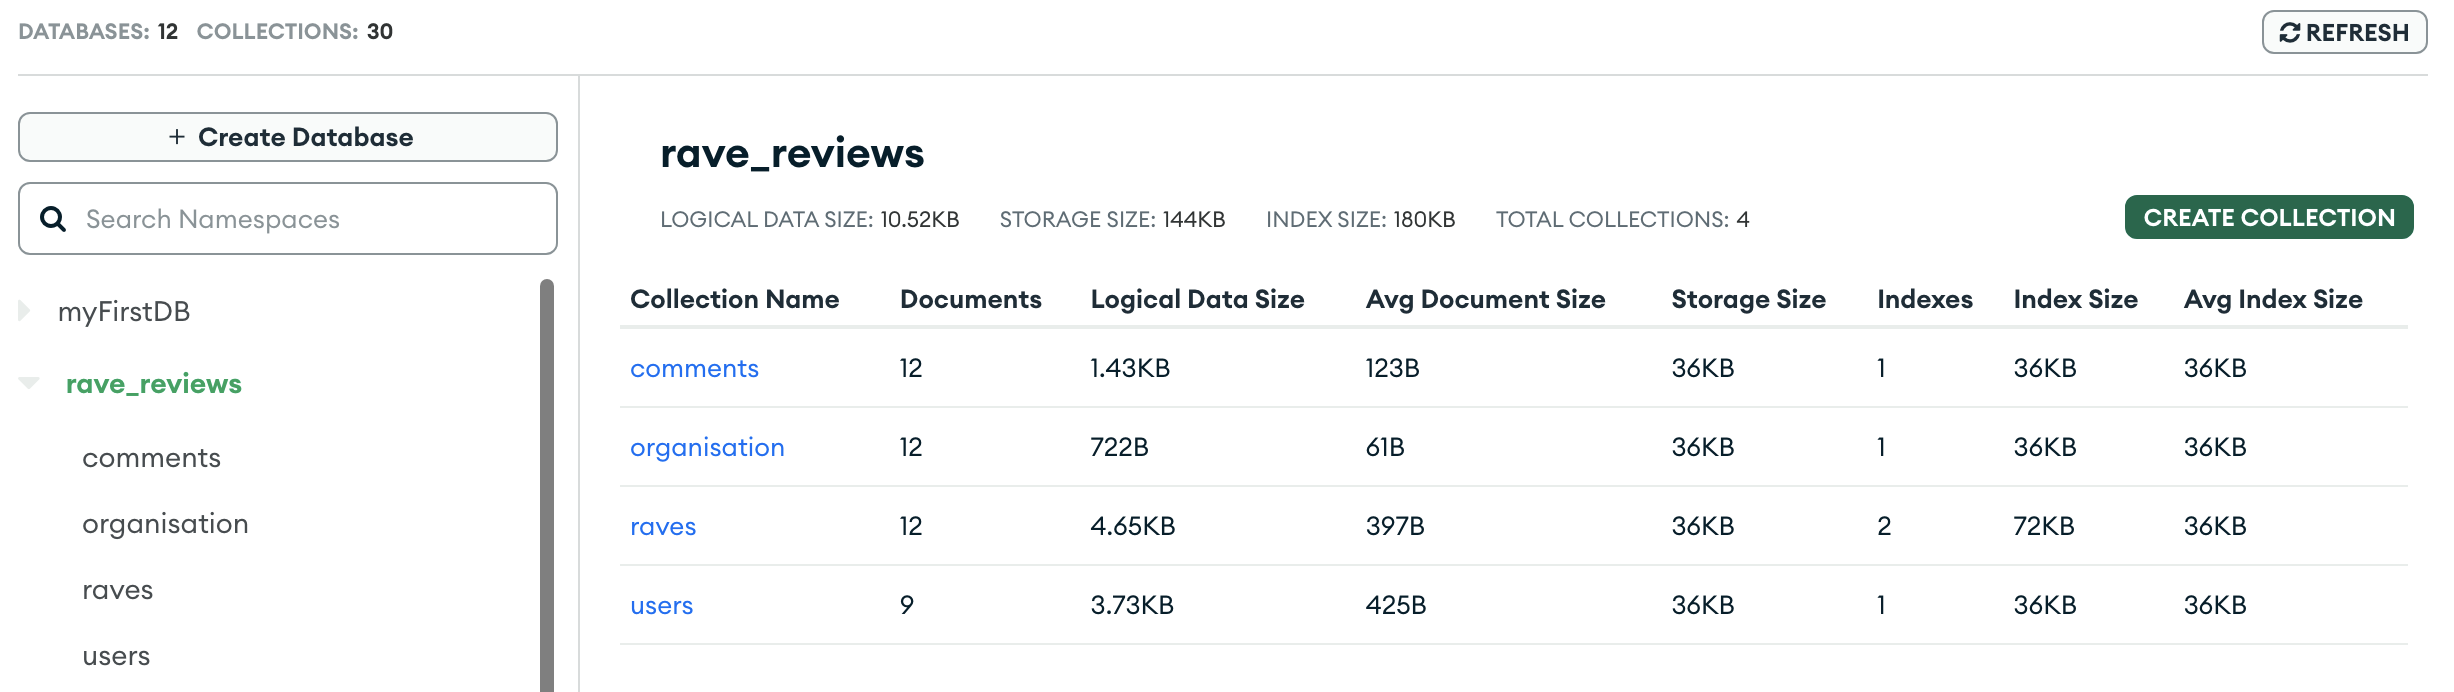 DATABASES: 12 COLLECTIONS: 30
REFRESH
+ Create Database
Search Namespaces
myFirstDB
rave_reviews
comments
organisation
raves
users
rave_reviews
LOGICAL DATA SIZE: 10.52KB STORAGE SIZE: 144KB INDEX SIZE: 180KB TOTAL COLLECTIONS: 4
CREATE COLLECTION
Collection Name Documents Logical Data Size Avg Document Size Storage Size Indexes Index Size Avg Index Size
comments 12 1.43KB 123B 36KB 1 36KB 36KB
organisation 12 722B 61B 36KB 1 36KB 36KB
raves 12 4.65KB 397B 36KB 2 72KB 36KB
users 9 3.73KB 425B 36KB 1 36KB 36KB